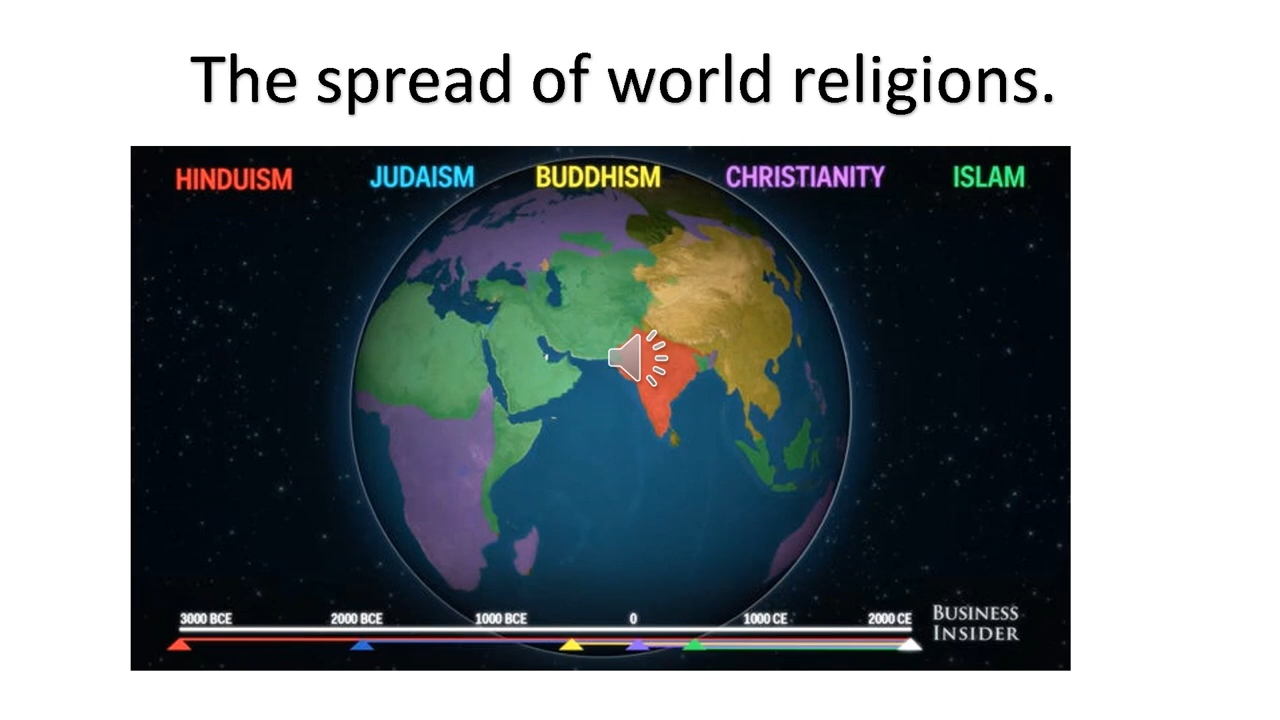 The spread of world religions.
HINDUISM JUDAISM BUDDHISM CHRISTIANITY ISLAM
3000 BCE 2000 BCE 1000 BCE 0 1000 CE 2000 CE
BUSINESS
INSIDER